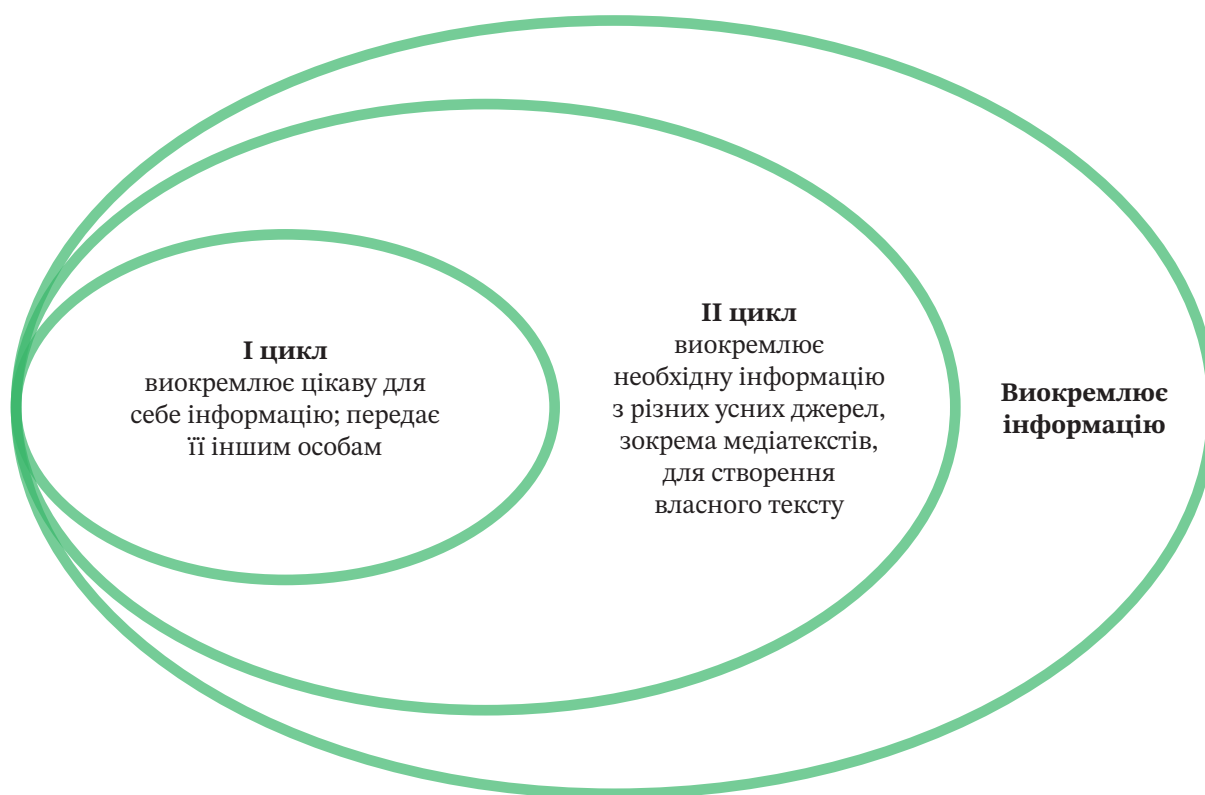 І цикл
виокремлює цікаву для
себе інформацію; передає
її іншим особам
ІІ цикл
виокремлює
необхідну інформацію
з різних усних джерел,
зокрема медіатекстів,
для створення
власного тексту
Виокремлює
інформацію